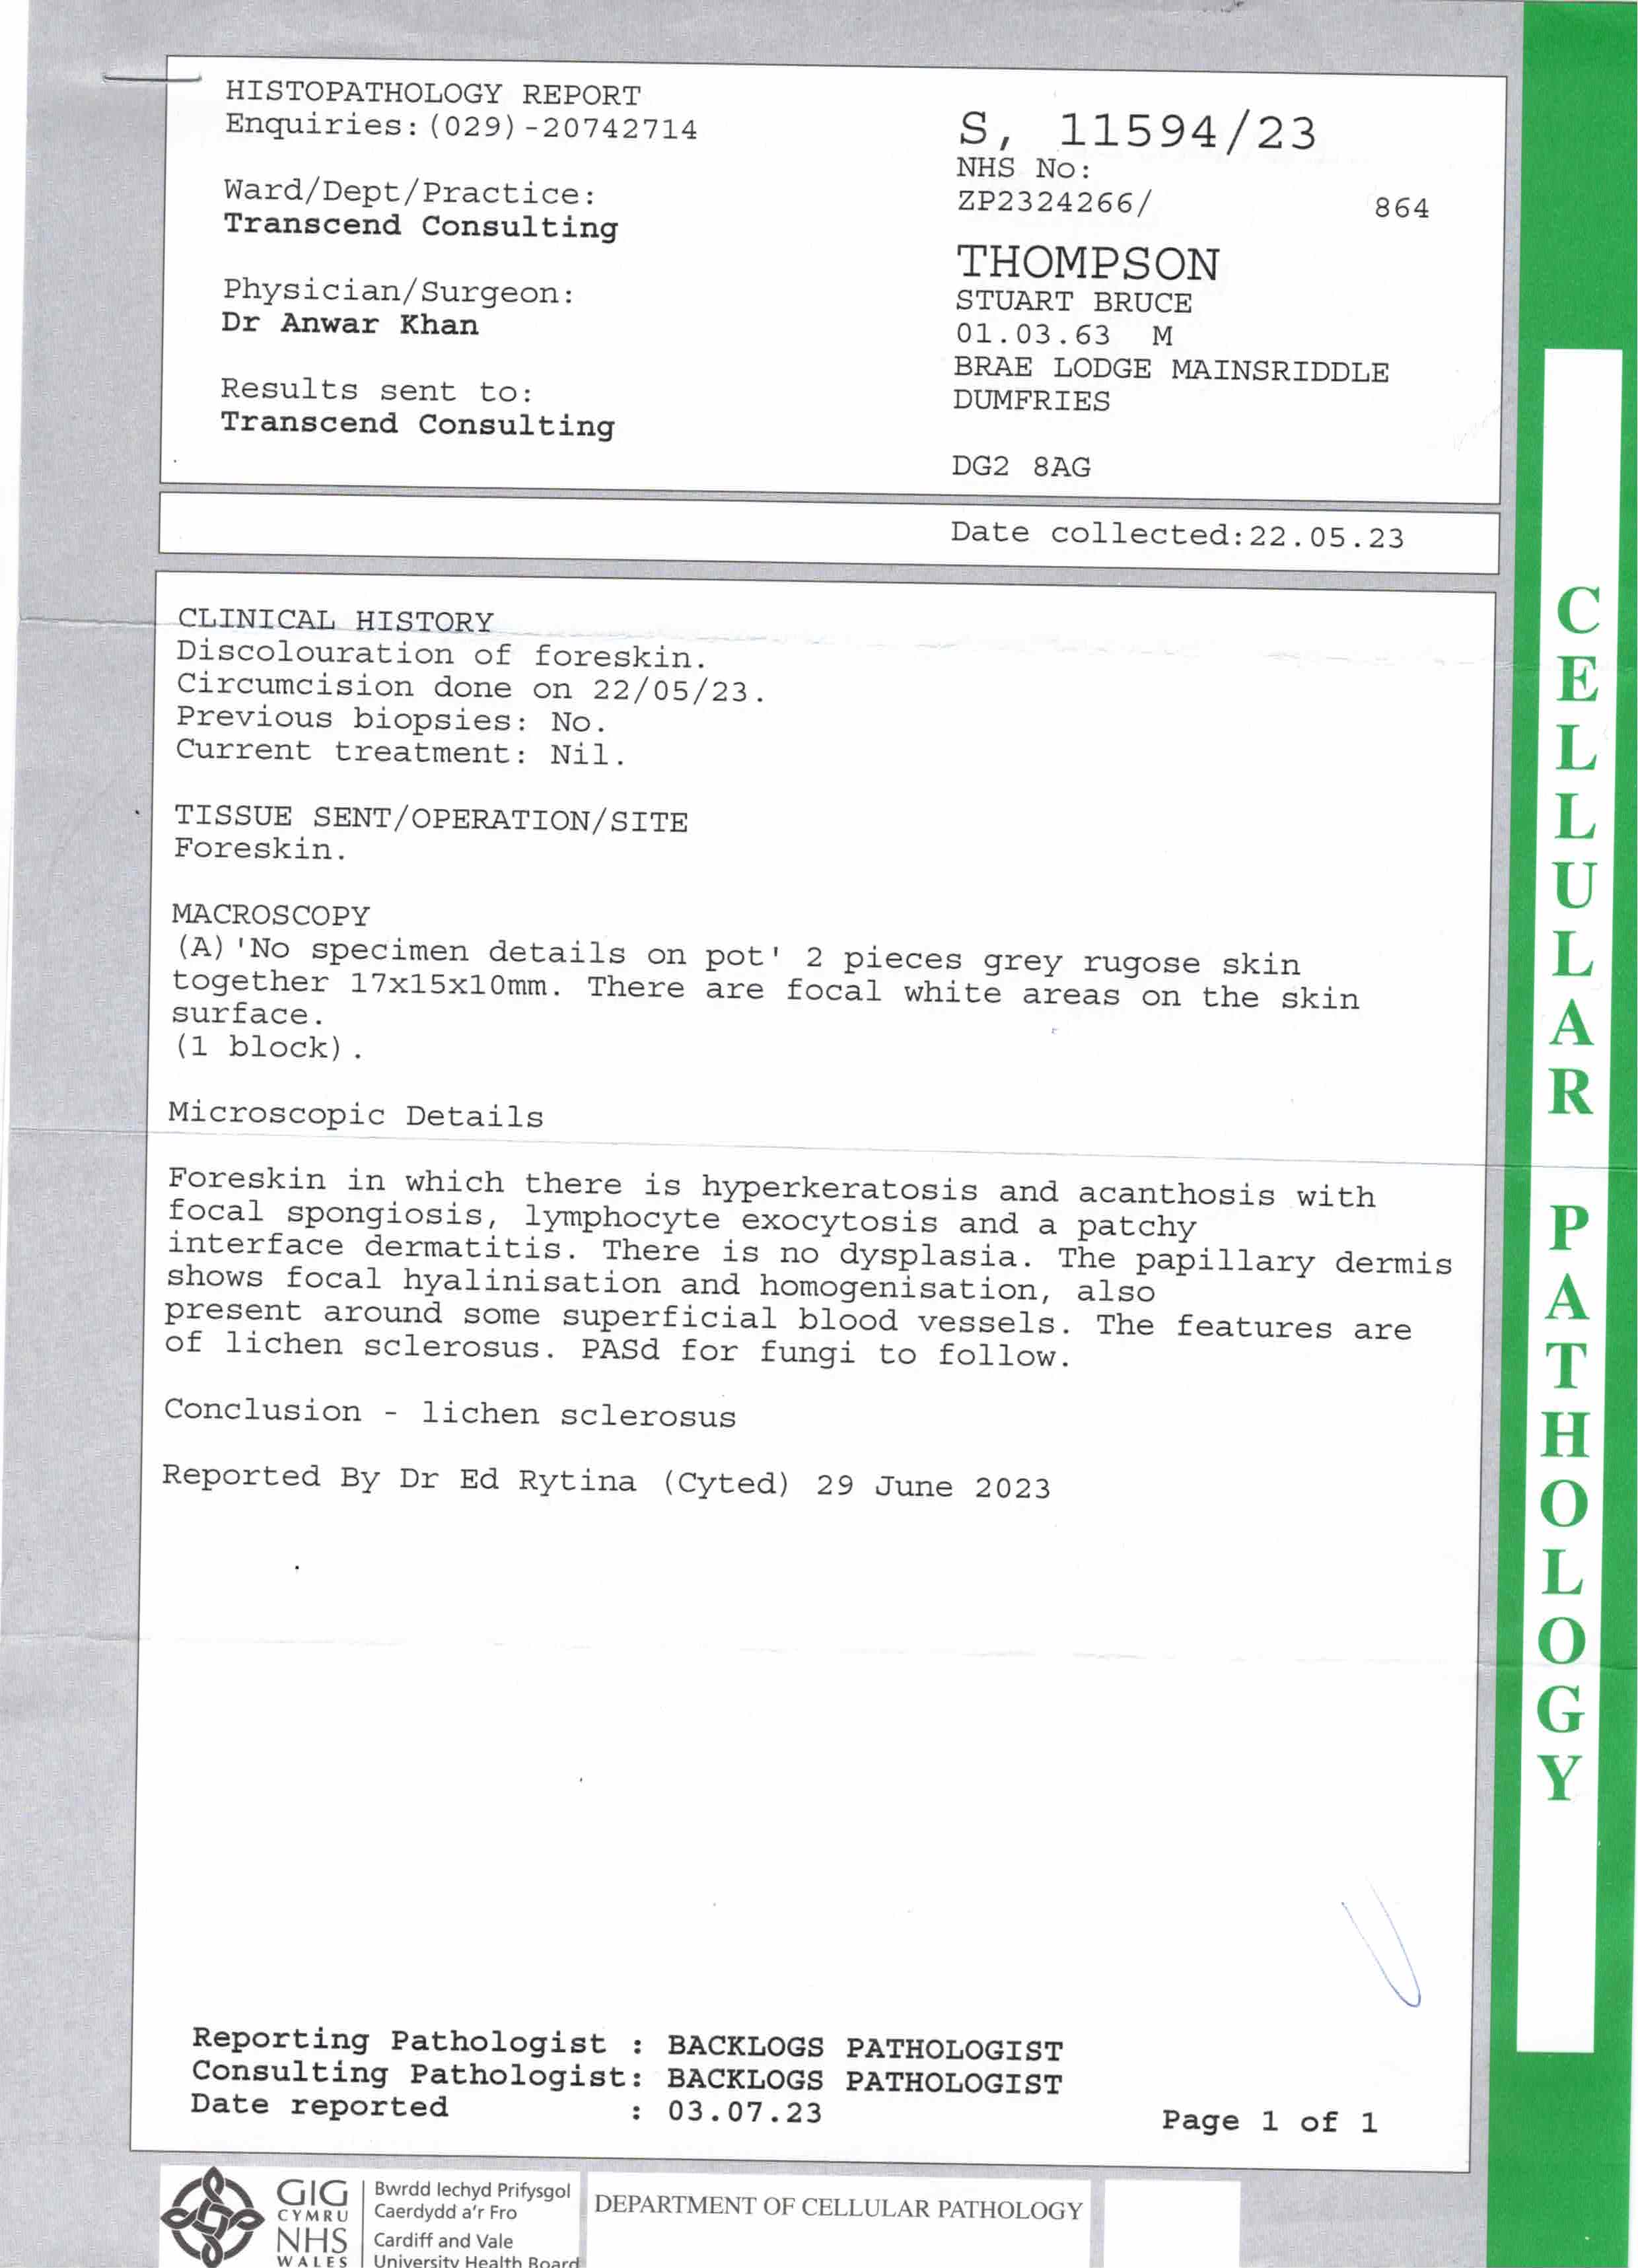 HISTOPATHOLOGY REPORT
Enquiries:(029)-20742714
Ward/Dept/Practice:
Transcend Consulting
Physician/Surgeon:
Dr Anwar Khan
Results sent to:
Transcend Consulting
S, 11594/23
NHS No:
ZP2324266/ 864
THOMPSON
STUART BRUCE
01.03.63 M
BRAE LODGE MAINSRIDDLE
DUMFRIES
DG2 8AG
Date collected:22.05.23
CLINICAL HISTORY
Discolouration of foreskin.
Circumcision done on 22/05/23.
Previous biopsies: No.
Current treatment: Nil.
TISSUE SENT/OPERATION/SITE
Foreskin.
MACROSCOPY
(A)'No specimen details on pot' 2 pieces grey rugose skin
together 17x15x10mm. There are focal white areas on the skin
surface.
(1 block).
Microscopic Details
Foreskin in which there is hyperkeratosis and acanthosis with
focal spongiosis, lymphocyte exocytosis and a patchy
interface dermatitis. There is no dysplasia. The papillary dermis
shows focal hyalinisation and homogenisation, also
present around some superficial blood vessels. The features are
of lichen sclerosus. PASd for fungi to follow.
Conclusion - lichen sclerosus
Reported By Dr Ed Rytina (Cyted) 29 June 2023
Reporting Pathologist : BACKLOGS PATHOLOGIST
Consulting Pathologist: BACKLOGS PATHOLOGIST
Date reported : 03.07.23
Page 1 of 1
GIG
CYMRU
NHS
WALES
Bwrdd Iechyd Prifysgol
Caerdydd a'r Fro
Cardiff and Vale
University Health Board
DEPARTMENT OF CELLULAR PATHOLOGY
CELLULAR PATHOLOGY